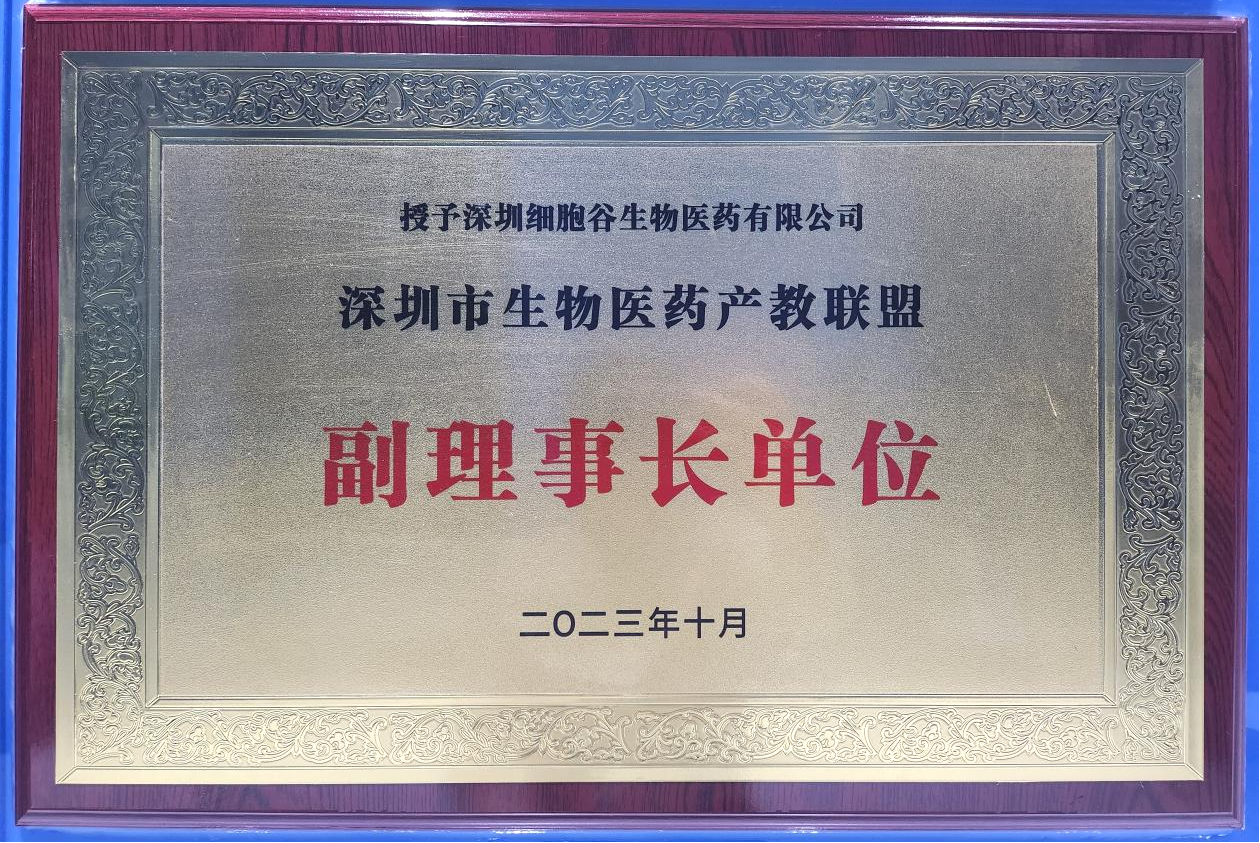 授予深圳细胞谷生物医药有限公司
深圳市生物医药产教联盟
副理事长单位
二〇二三年十月